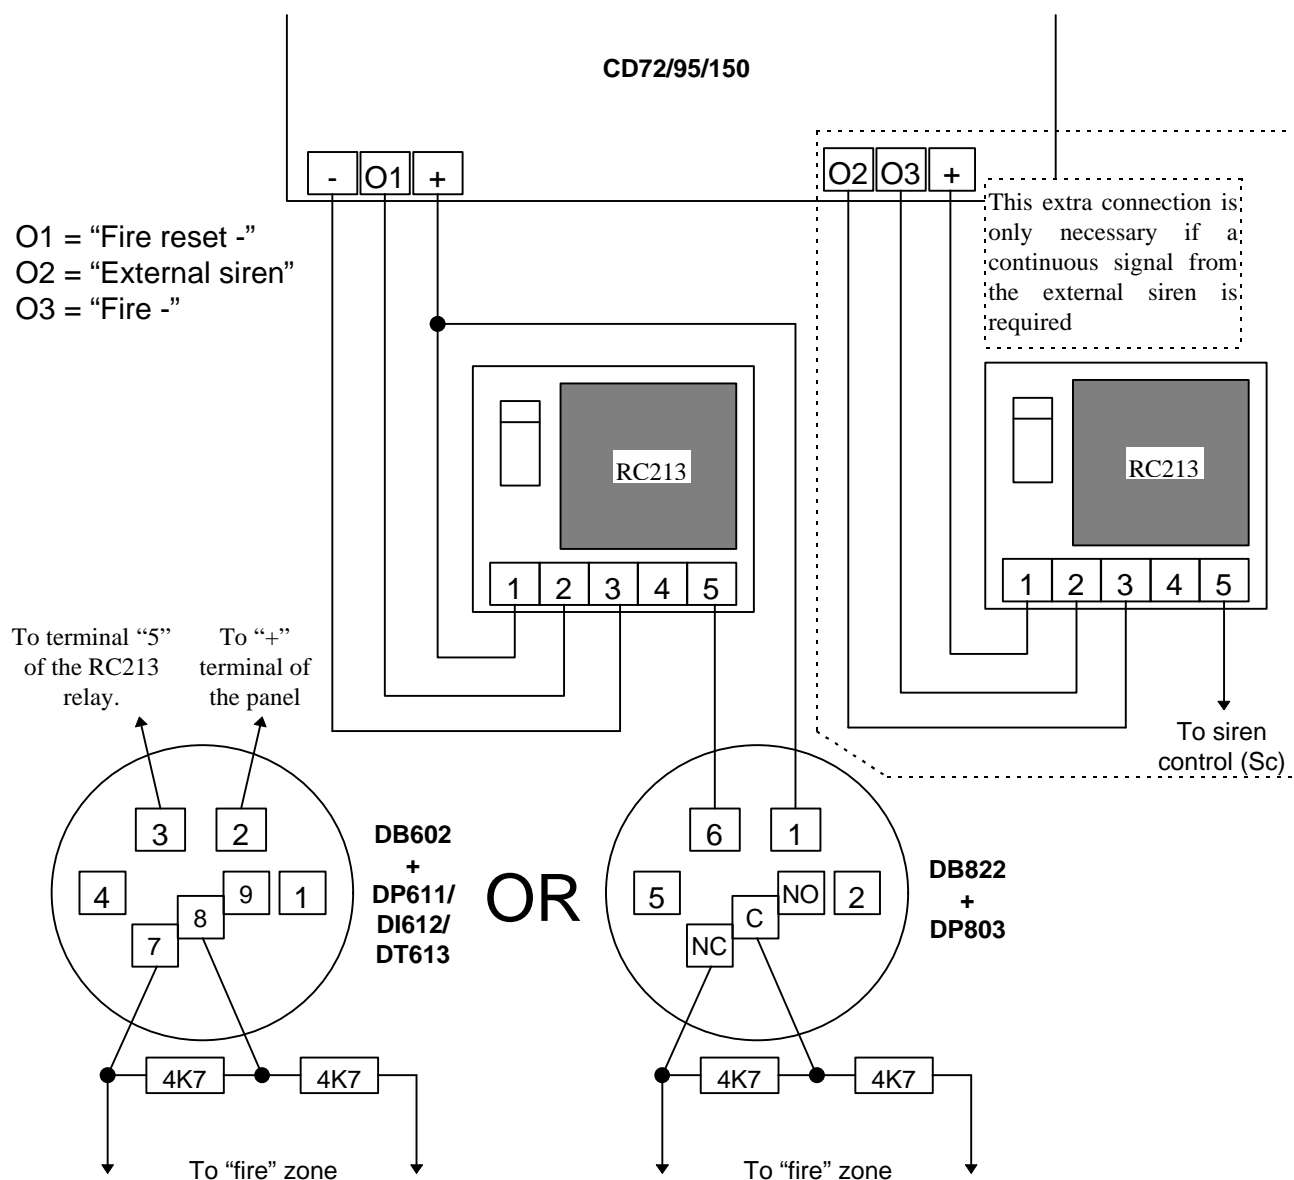 CD72/95/150
- O1 +
O2 O3 +
This extra connection is
only necessary if a
continuous signal from
the external siren is
required
O1 = “Fire reset -”
O2 = “External siren”
O3 = “Fire -”
RC213
1 2 3 4 5
RC213
1 2 3 4 5
To terminal “5”
of the RC213
relay.
To “+”
terminal of
the panel
To siren
control (Sc)
3 2
4 9 1
8
7
DB602
+
DP611/
DI612/
DT613
OR
6 1
5 NO 2
C
NC
DB822
+
DP803
4K7 4K7
To “fire” zone
4K7 4K7
To “fire” zone